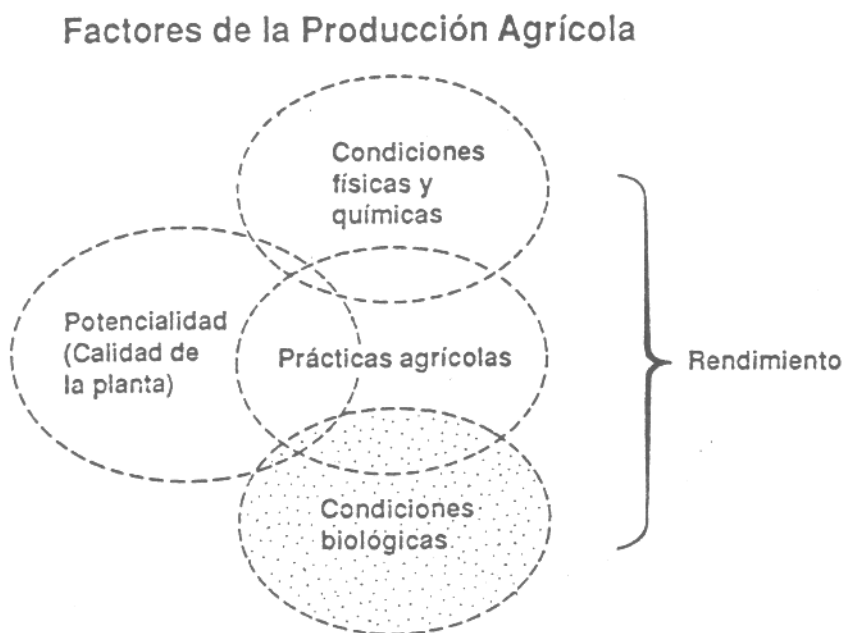 Factores de la Producción Agrícola
Condiciones
físicas y
químicas
Potencialidad
(Calidad de
la planta)
Prácticas agrícolas
Rendimiento
Condiciones
biológicas